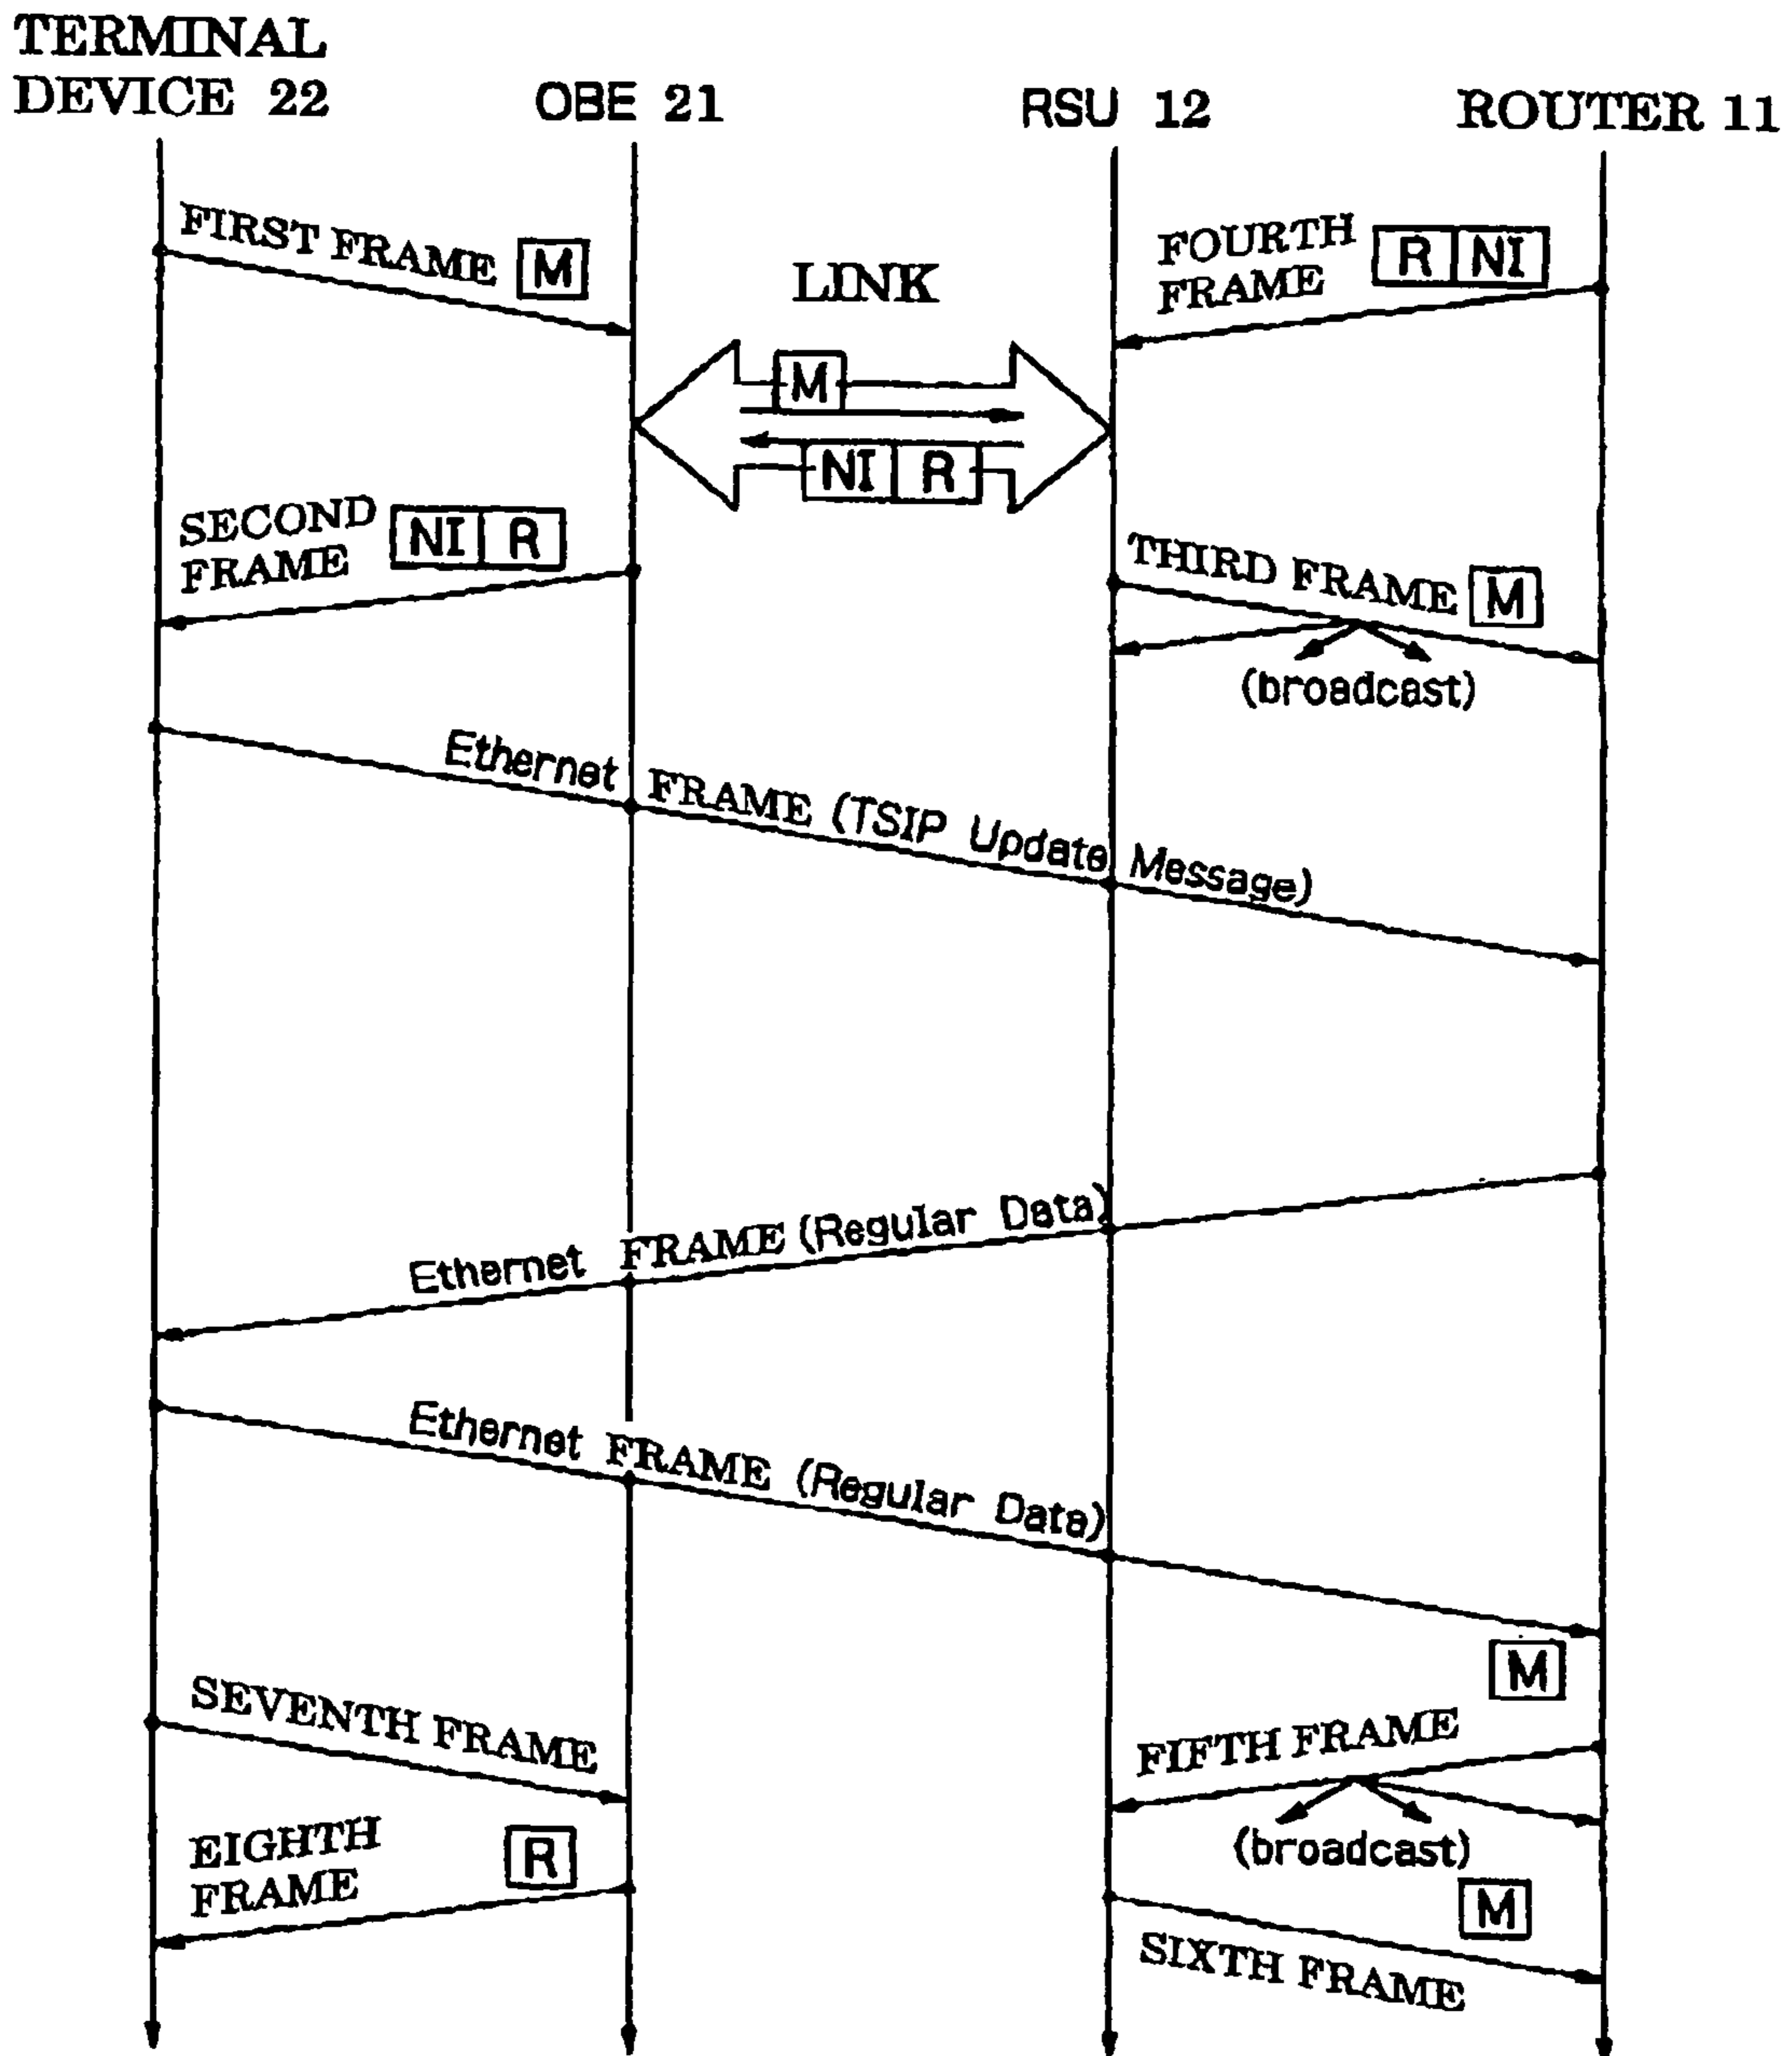 TERMINAL
DEVICE 22
OBE 21
RSU 12
ROUTER 11
FIRST FRAME M
LINK
FOURTH
FRAME
R NI
M
NI R
SECOND
FRAME
NI R
THIRD FRAME M
(broadcast)
Ethernet FRAME (TSIP Update Message)
Ethernet FRAME (Regular Data)
Ethernet FRAME (Regular Data)
M
SEVENTH FRAME
FIFTH FRAME
(broadcast)
EIGHTH
FRAME
R
M
SIXTH FRAME